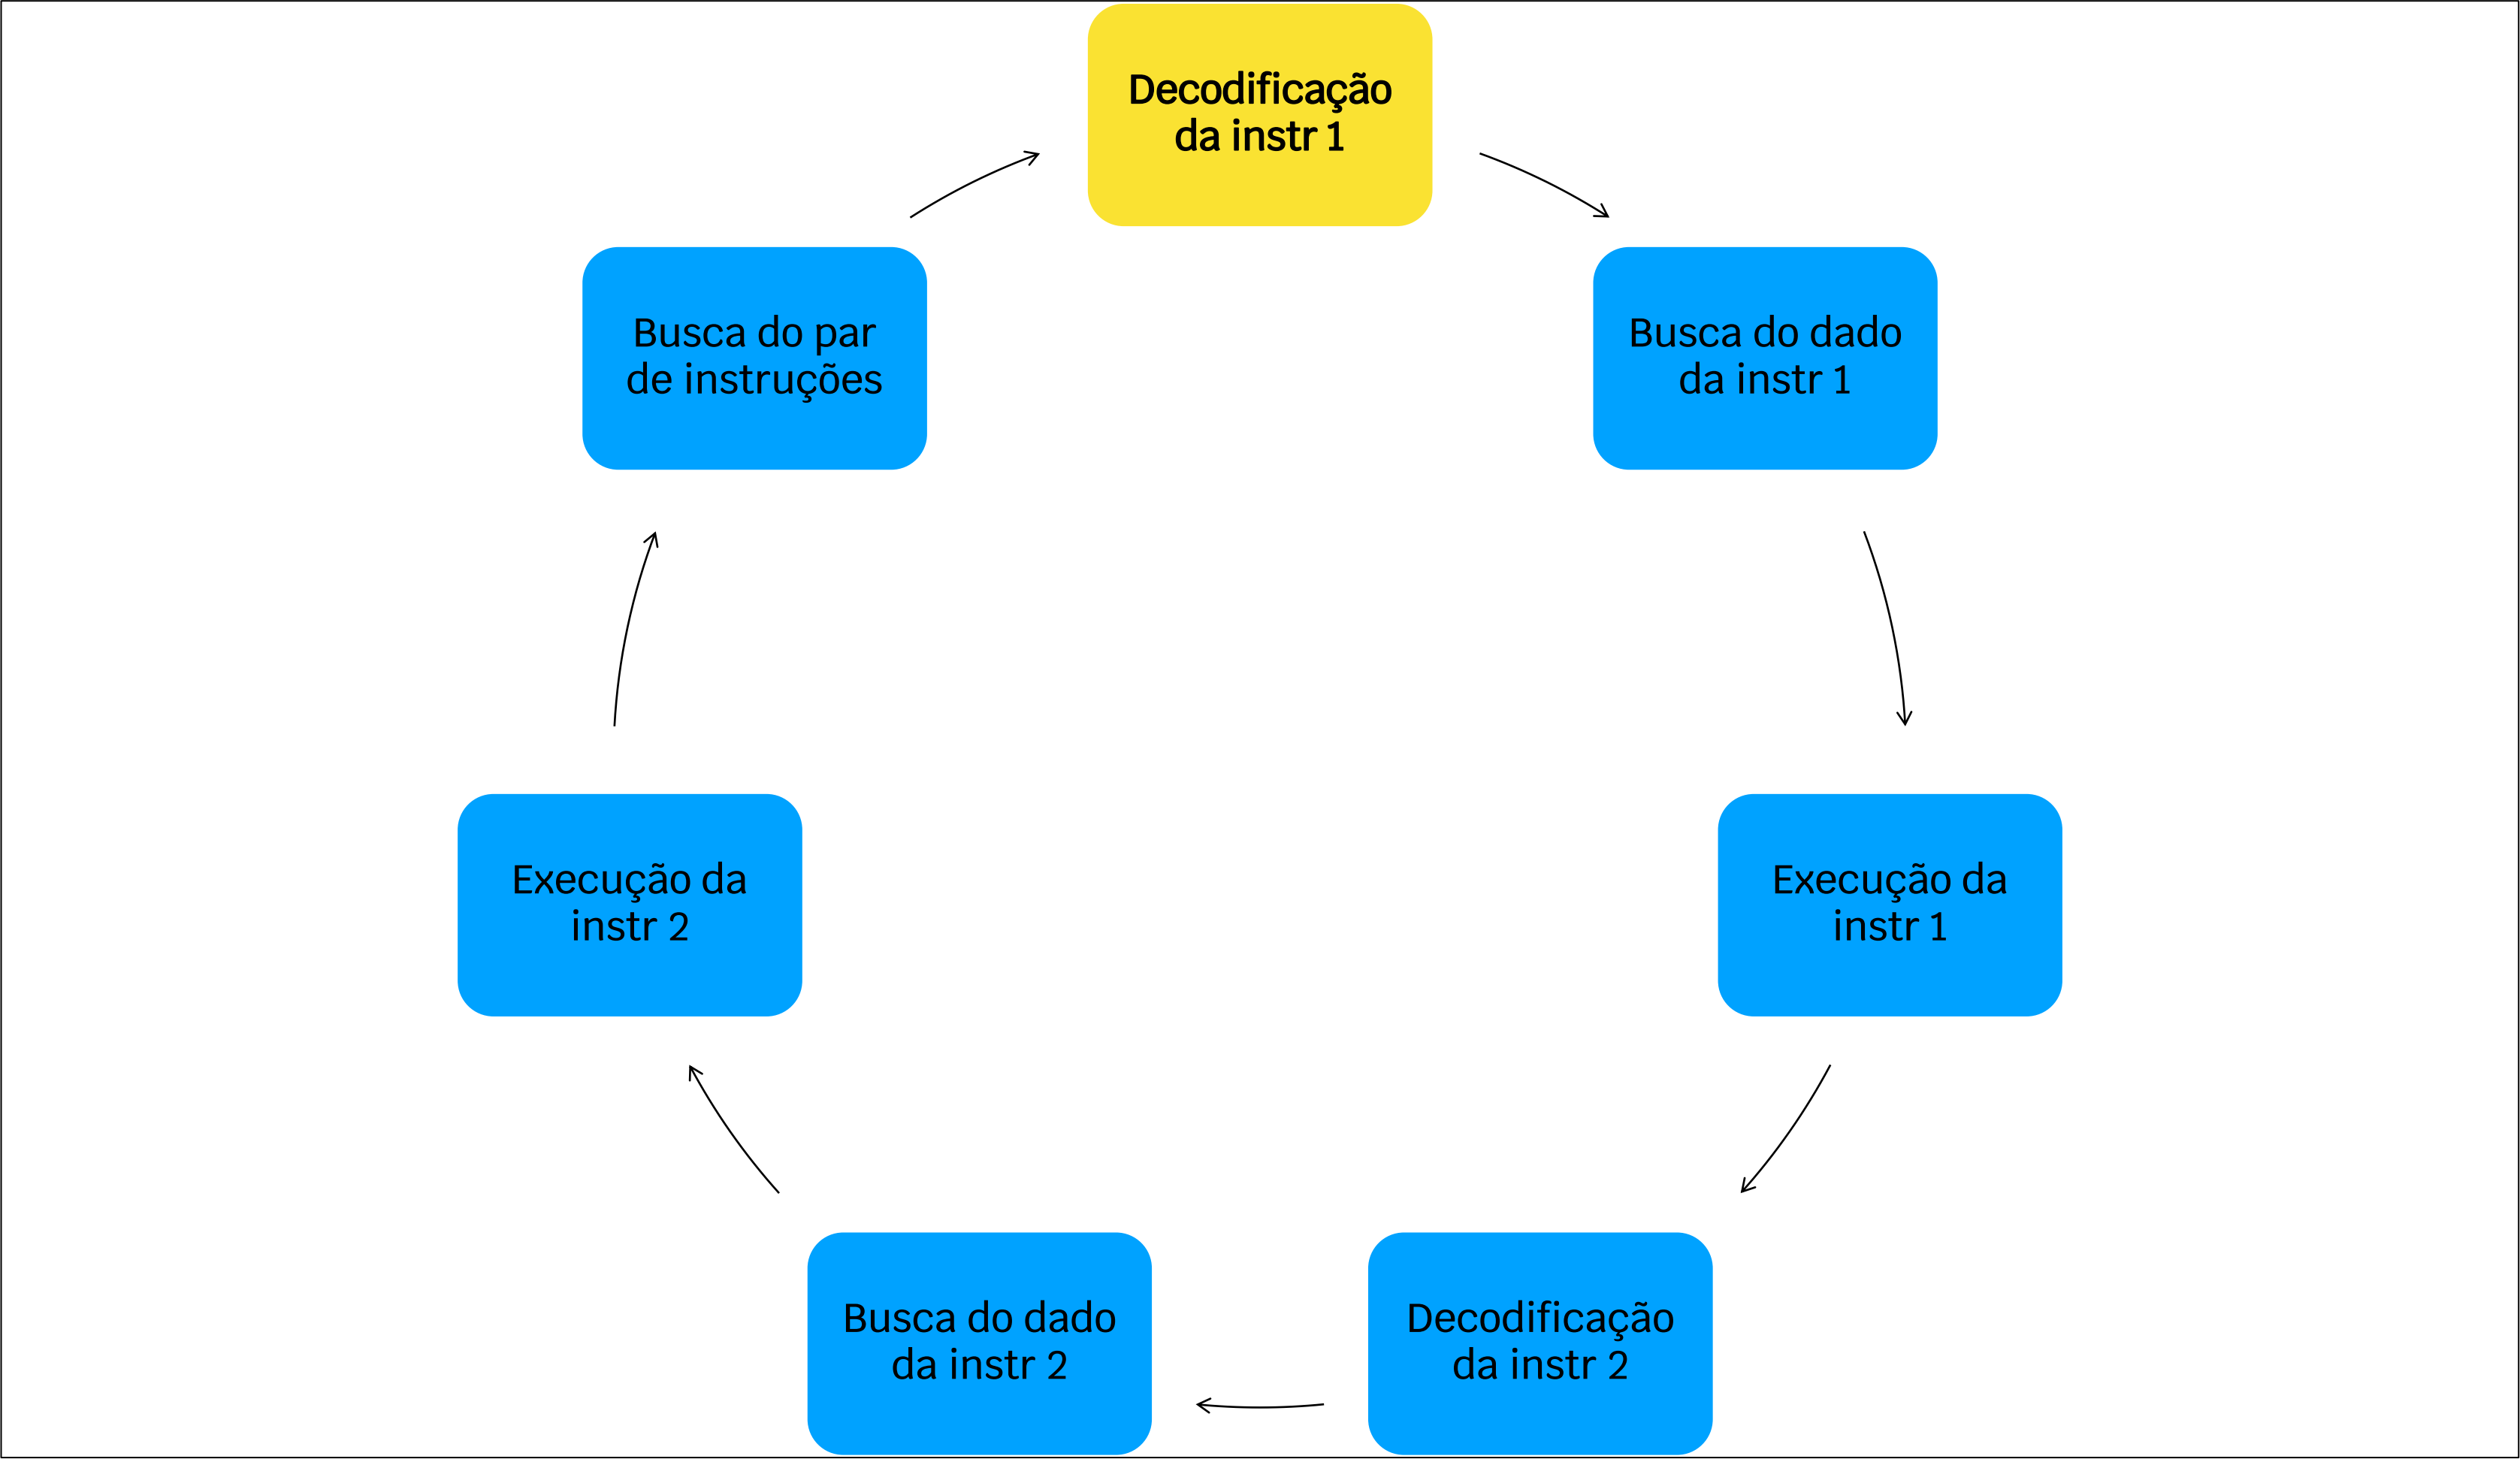 Decodificação
da instr 1
Busca do par
de instruções
Busca do dado
da instr 1
Execução da
instr 2
Execução da
instr 1
Busca do dado
da instr 2
Decodificação
da instr 2